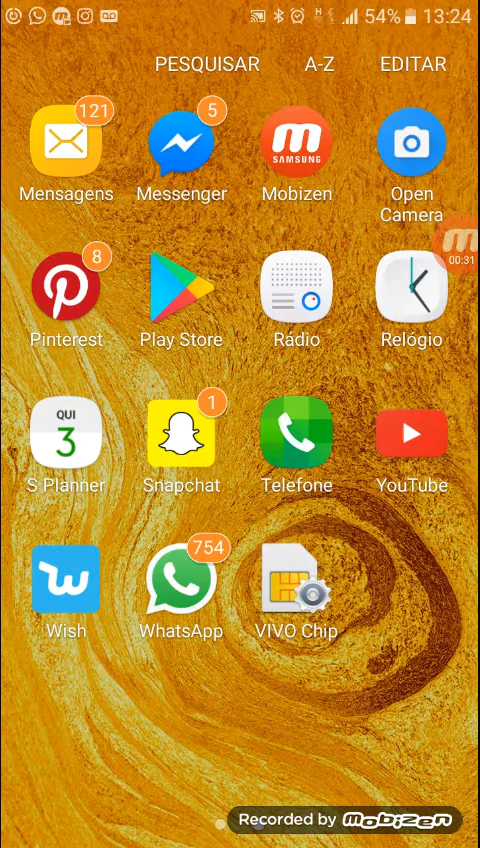 54% 13:24
PESQUISAR A-Z EDITAR
121 5
SAMSUNG
Mensagens Messenger Mobizen Open
Camera
8
00:31
Pinterest Play Store Rádio Relógio
QUI
3
1
S Planner Snapchat Telefone YouTube
754
Wish WhatsApp VIVO Chip
Recorded by Mobizen